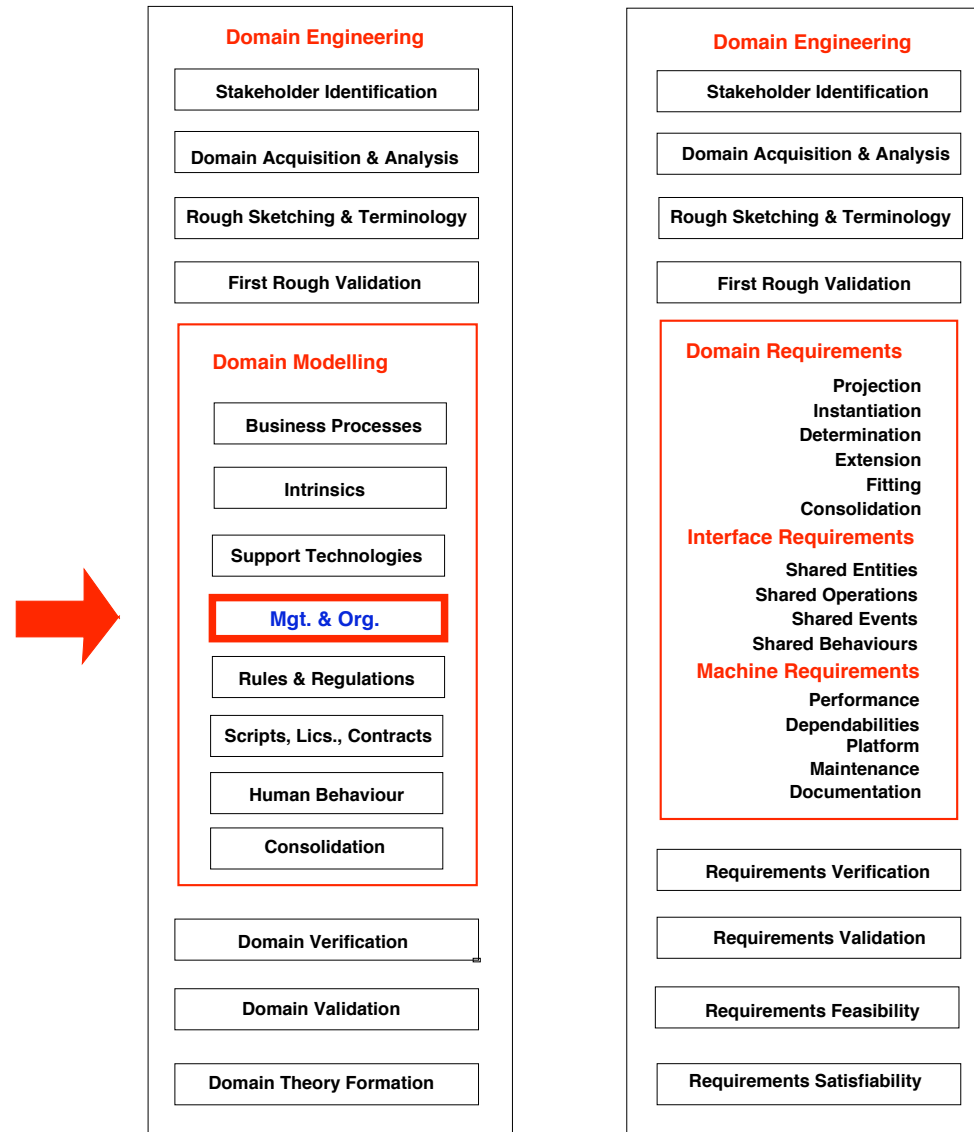 Domain Engineering
Stakeholder Identification
Domain Acquisition & Analysis
Rough Sketching & Terminology
First Rough Validation
Domain Modelling
Business Processes
Intrinsics
Support Technologies
Mgt. & Org.
Rules & Regulations
Scripts, Lics., Contracts
Human Behaviour
Consolidation
Domain Verification
Domain Validation
Domain Theory Formation
Domain Engineering
Stakeholder Identification
Domain Acquisition & Analysis
Rough Sketching & Terminology
First Rough Validation
Domain Requirements
Projection
Instantiation
Determination
Extension
Fitting
Consolidation
Interface Requirements
Shared Entities
Shared Operations
Shared Events
Shared Behaviours
Machine Requirements
Performance
Dependabilities
Platform
Maintenance
Documentation
Requirements Verification
Requirements Validation
Requirements Feasibility
Requirements Satisfiability